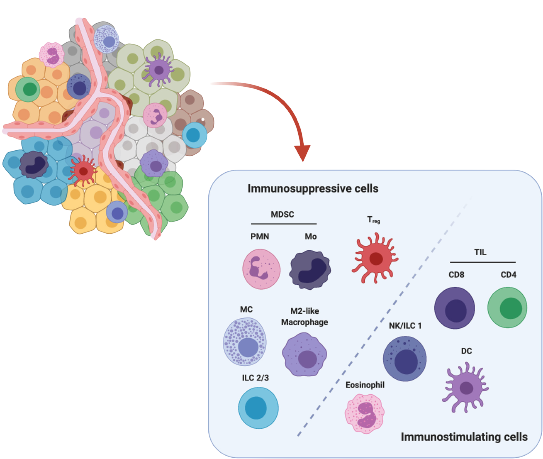 Immunosuppressive cells
MDSC
PMN
Mo
Treg
TIL
CD8
CD4
MC
M2-like
Macrophage
NK/ILC 1
DC
ILC 2/3
Eosinophil
Immunostimulating cells